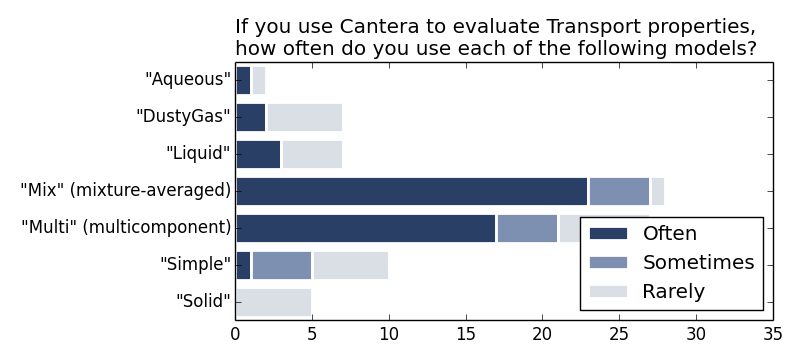 If you use Cantera to evaluate Transport properties,
how often do you use each of the following models?
"Aqueous"
"DustyGas"
"Liquid"
"Mix" (mixture-averaged)
"Multi" (multicomponent)
"Simple"
"Solid"
Often
Sometimes
Rarely
0 5 10 15 20 25 30 35